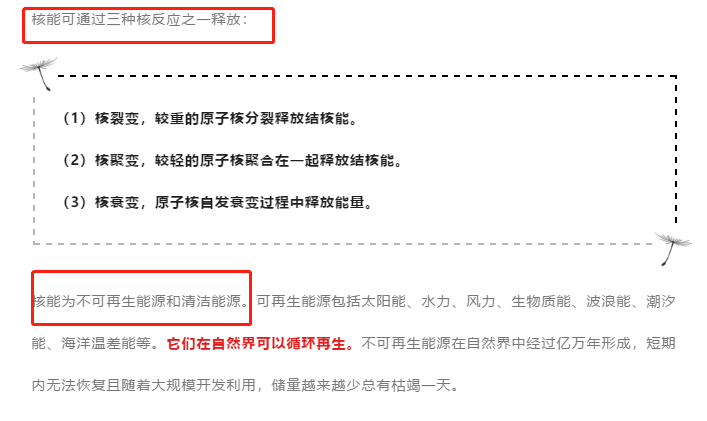 核能可通过三种核反应之一释放：
（1）核裂变，较重的原子核分裂释放结核能。
（2）核聚变，较轻的原子核聚合在一起释放结核能。
（3）核衰变，原子核自发衰变过程中释放能量。
核能为不可再生能源和清洁能源。可再生能源包括太阳能、水力、风力、生物质能、波浪能、潮汐
能、海洋温差能等。它们在自然界可以循环再生。不可再生能源在自然界中经过亿万年形成，短期
内无法恢复且随着大规模开发利用，储量越来越少总有枯竭一天。